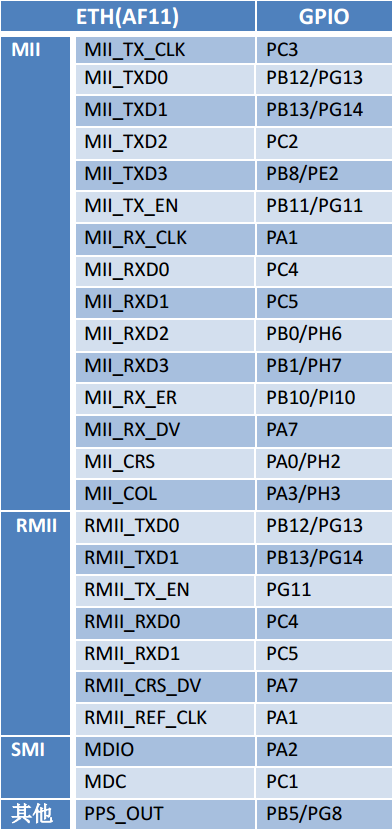 ETH(AF11) GPIO
MII MII_TX_CLK PC3
MII_TXD0 PB12/PG13
MII_TXD1 PB13/PG14
MII_TXD2 PC2
MII_TXD3 PB8/PE2
MII_TX_EN PB11/PG11
MII_RX_CLK PA1
MII_RXD0 PC4
MII_RXD1 PC5
MII_RXD2 PB0/PH6
MII_RXD3 PB1/PH7
MII_RX_ER PB10/PI10
MII_RX_DV PA7
MII_CRS PA0/PH2
MII_COL PA3/PH3
RMII RMII_TXD0 PB12/PG13
RMII_TXD1 PB13/PG14
RMII_TX_EN PG11
RMII_RXD0 PC4
RMII_RXD1 PC5
RMII_CRS_DV PA7
RMII_REF_CLK PA1
SMI MDIO PA2
MDC PC1
其他 PPS_OUT PB5/PG8